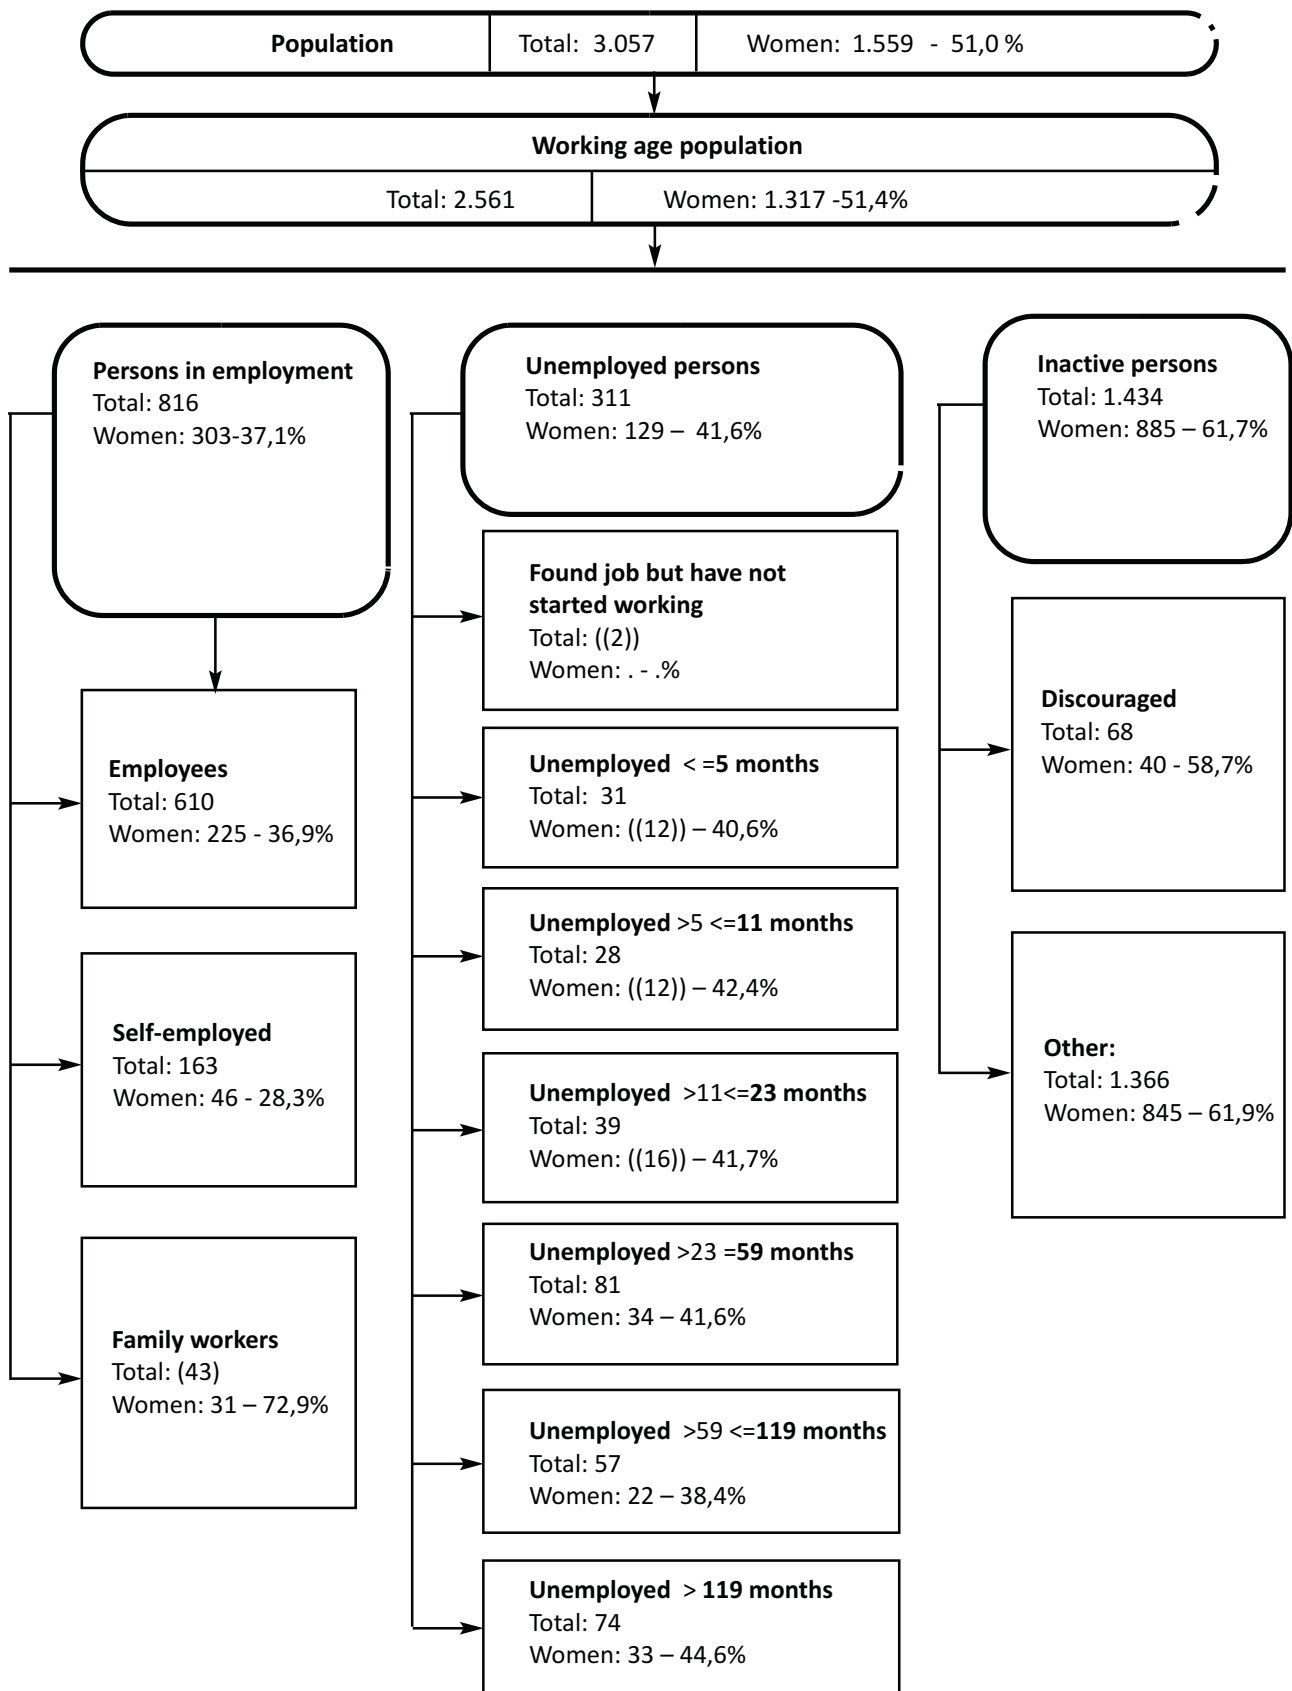 Population Total: 3.057 Women: 1.559 - 51,0 %
Working age population
Total: 2.561 Women: 1.317 -51,4%
Persons in employment
Total: 816
Women: 303-37,1%
Employees
Total: 610
Women: 225 - 36,9%
Self-employed
Total: 163
Women: 46 - 28,3%
Family workers
Total: (43)
Women: 31 – 72,9%
Unemployed persons
Total: 311
Women: 129 – 41,6%
Found job but have not
started working
Total: ((2))
Women: . - .%
Unemployed < =5 months
Total: 31
Women: ((12)) – 40,6%
Unemployed >5 <=11 months
Total: 28
Women: ((12)) – 42,4%
Unemployed >11<=23 months
Total: 39
Women: ((16)) – 41,7%
Unemployed >23 =59 months
Total: 81
Women: 34 – 41,6%
Unemployed >59 <=119 months
Total: 57
Women: 22 – 38,4%
Unemployed > 119 months
Total: 74
Women: 33 – 44,6%
Inactive persons
Total: 1.434
Women: 885 – 61,7%
Discouraged
Total: 68
Women: 40 - 58,7%
Other:
Total: 1.366
Women: 845 – 61,9%